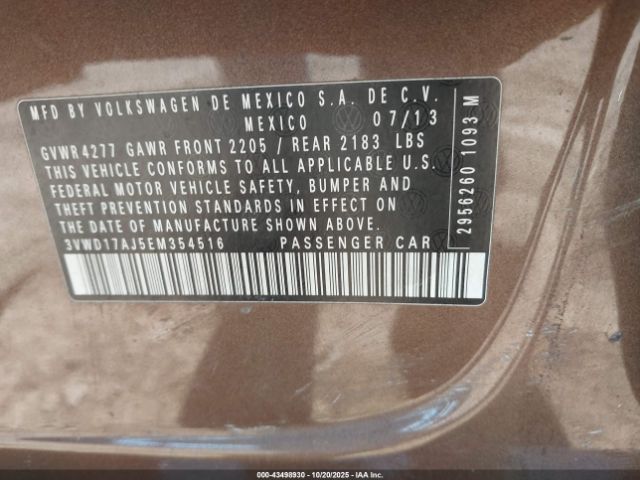 MFD BY VOLKSWAGEN DE MEXICO S.A. DE C.V.
MEXICO 07/13
GVWR4277 GAWR FRONT 2205 / REAR 2183 LBS
THIS VEHICLE CONFORMS TO ALL APPLICABLE U.S.
FEDERAL MOTOR VEHICLE SAFETY, BUMPER AND
THEFT PREVENTION STANDARDS IN EFFECT ON
THE DATE OF MANUFACTURE SHOWN ABOVE.
3VWD17AJ5EM354516 PASSENGER CAR
2956260 1093 M
000-43498930 - 10/20/2025 - IAA Inc.